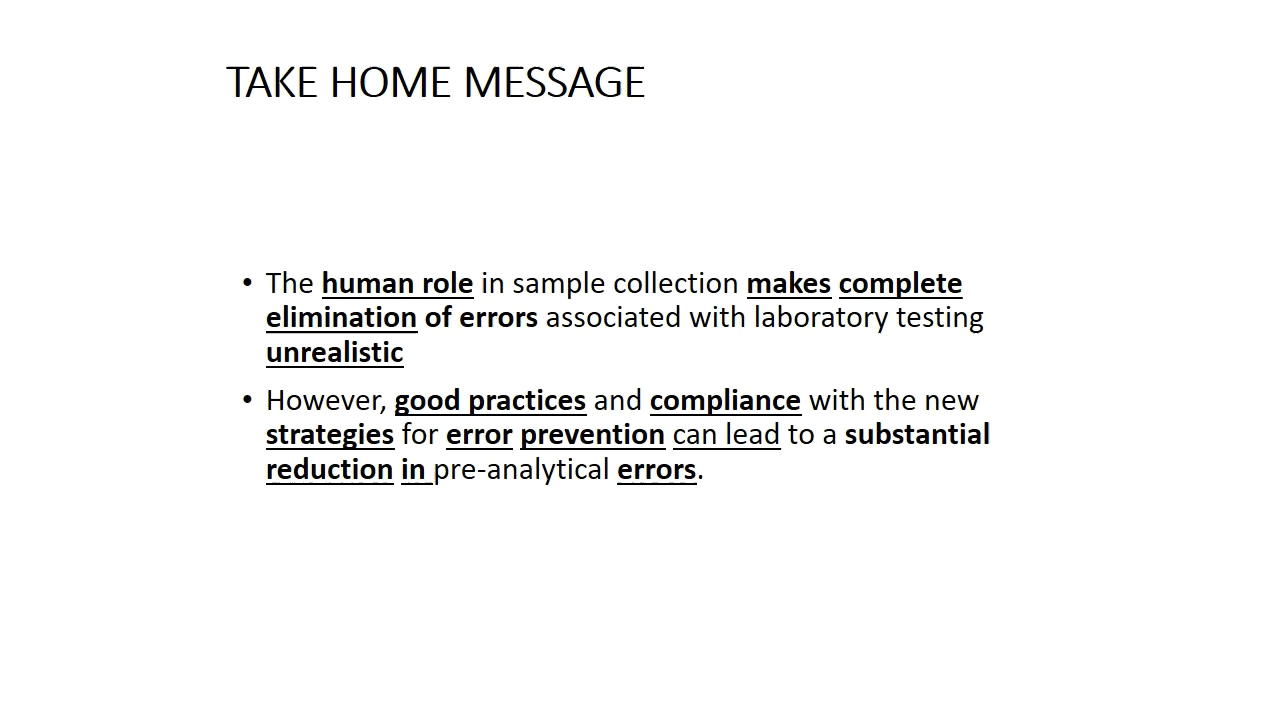 TAKE HOME MESSAGE
• The human role in sample collection makes complete
elimination of errors associated with laboratory testing
unrealistic
• However, good practices and compliance with the new
strategies for error prevention can lead to a substantial
reduction in pre-analytical errors.